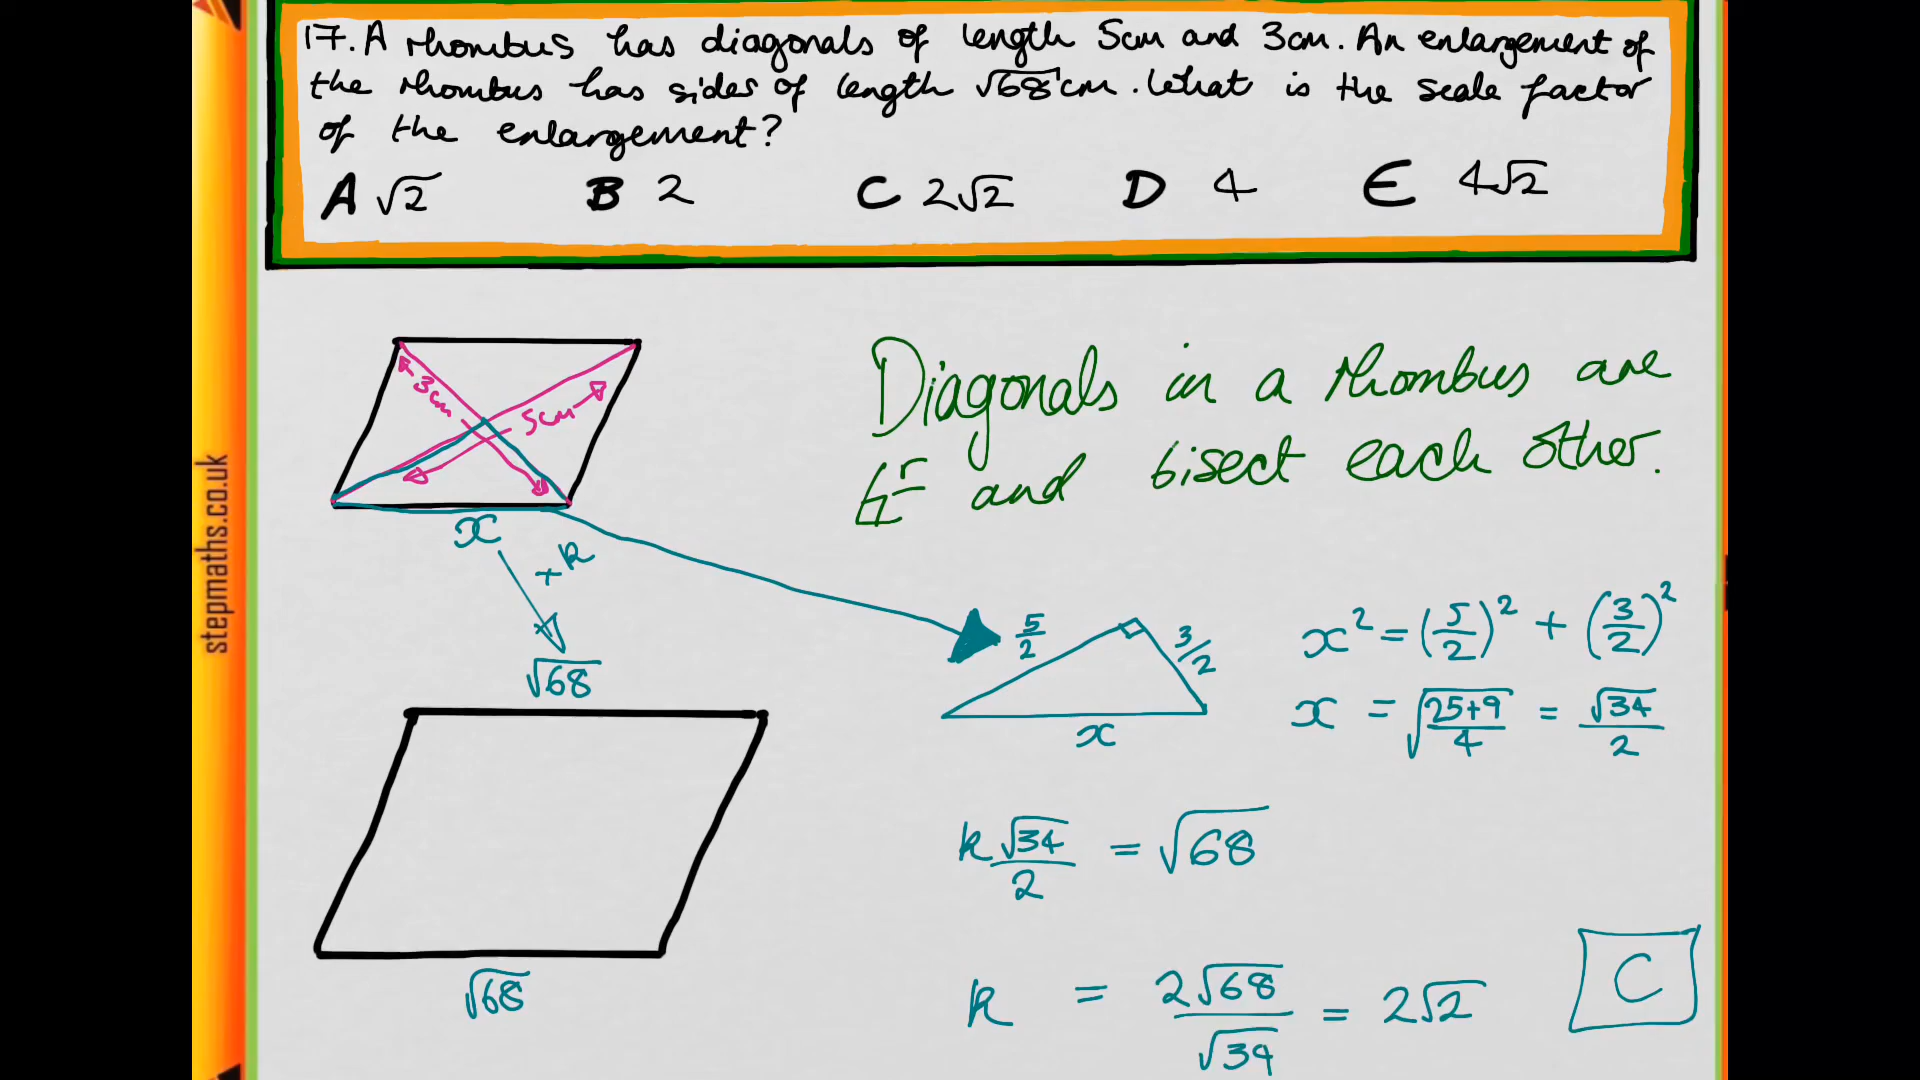 17. A rhombus has diagonals of length 5cm and 3cm. An enlargement of
the rhombus has sides of length √68 cm. What is the scale factor
of the enlargement?
A √2 B 2 C 2√2 D 4 E 4√2
3cm
5cm
x
×k
√68
√68
Diagonals in a rhombus are
⊥r and bisect each other.
5/2
3/2
x
x² = (5/2)² + (3/2)²
x = √((25+9)/4) = √34/2
k √34/2 = √68
k = 2√68/√34 = 2√2
C
stepmaths.co.uk